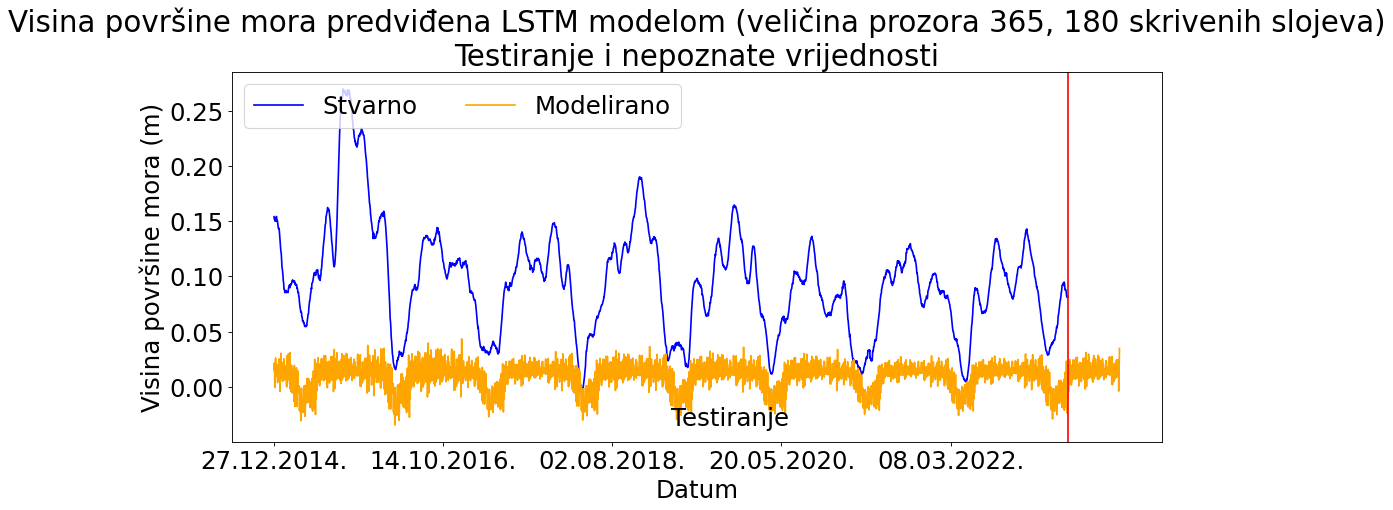 Visina površine mora predviđena LSTM modelom (veličina prozora 365, 180 skrivenih slojeva)
Testiranje i nepoznate vrijednosti
Stvarno
Modelirano
Visina površine mora (m)
0.25
0.20
0.15
0.10
0.05
0.00
Testiranje
27.12.2014.
14.10.2016.
02.08.2018.
20.05.2020.
08.03.2022.
Datum